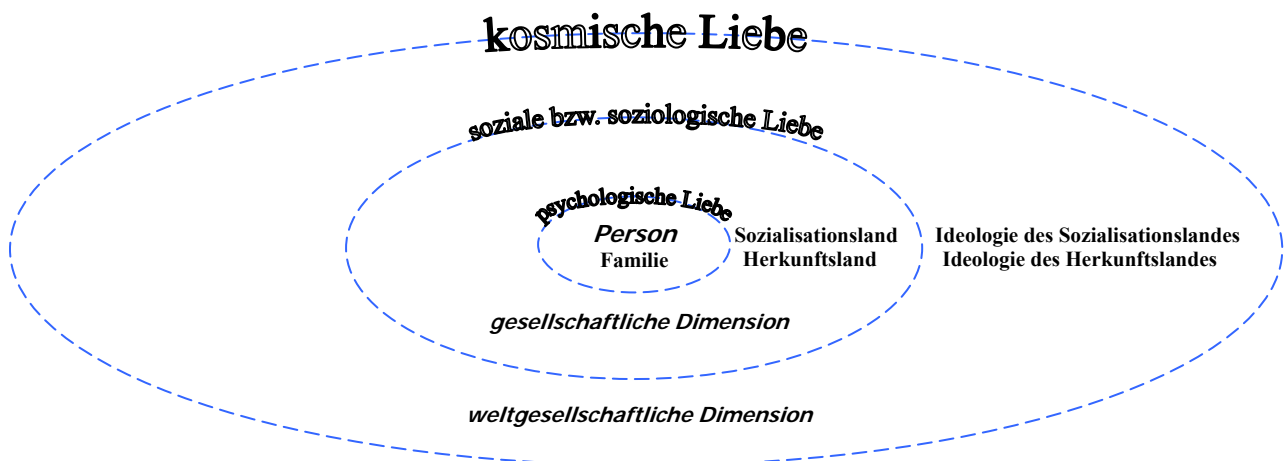 kosmische Liebe
soziale bzw. soziologische Liebe
psychologische Liebe
Person
Familie
Sozialisationsland
Herkunftsland
Ideologie des Sozialisationslandes
Ideologie des Herkunftslandes
gesellschaftliche Dimension
weltgesellschaftliche Dimension